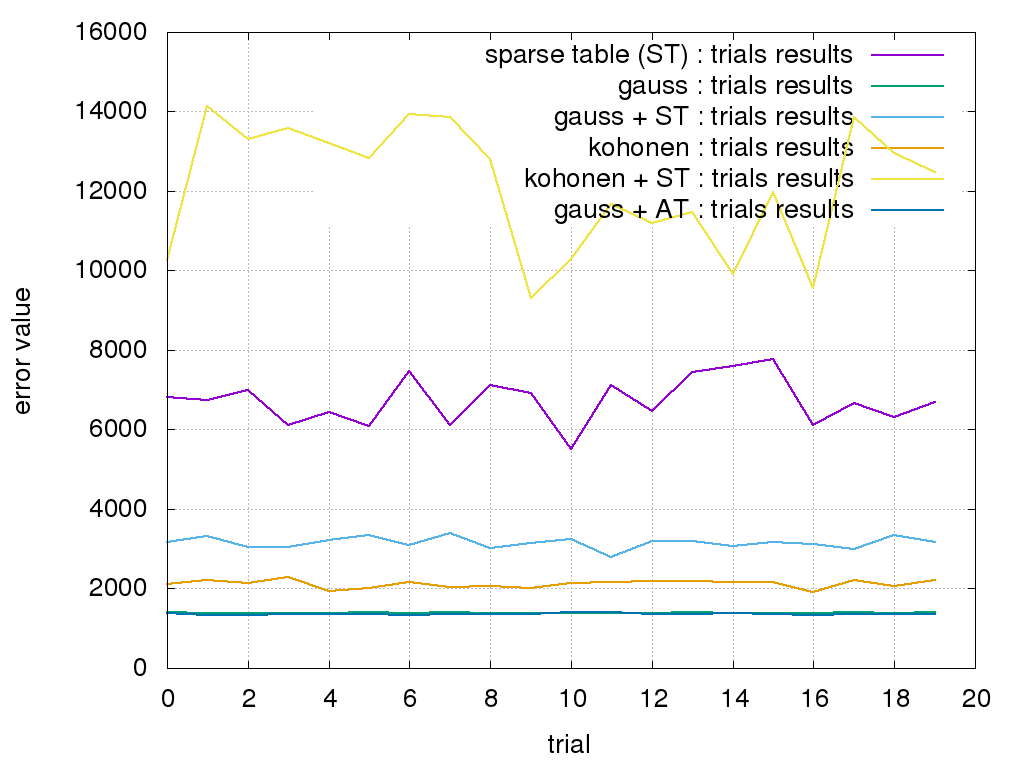 16000
14000
12000
10000
8000
6000
4000
2000
0
0 2 4 6 8 10 12 14 16 18 20
error value
trial
sparse table (ST) : trials results
gauss : trials results
gauss + ST : trials results
kohonen : trials results
kohonen + ST : trials results
gauss + AT : trials results